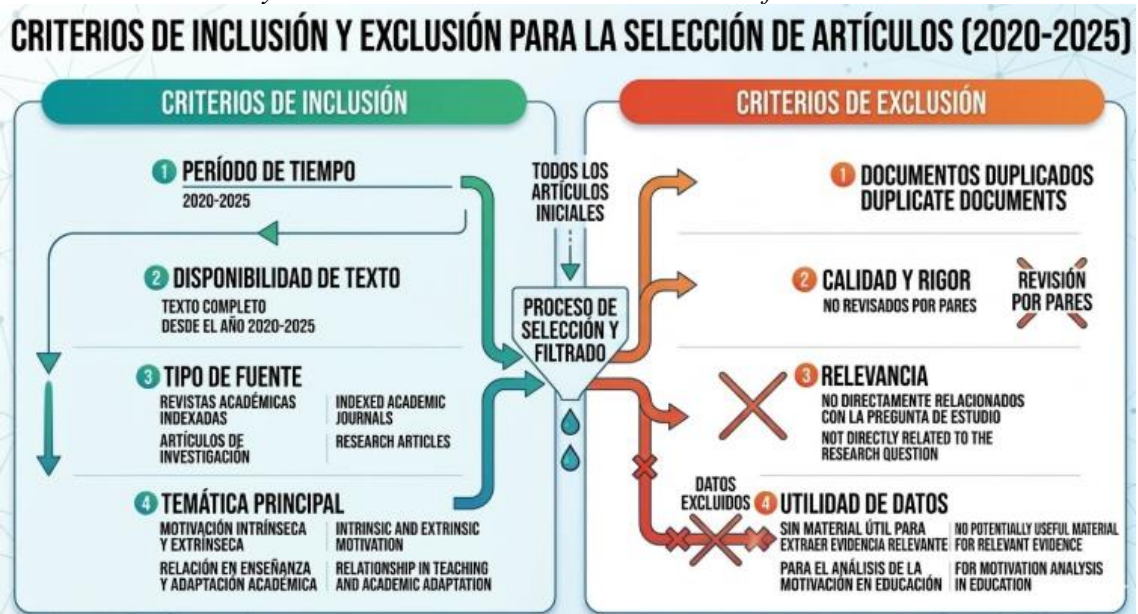 CRITERIOS DE INCLUSIÓN Y EXCLUSIÓN PARA LA SELECCIÓN DE ARTÍCULOS (2020-2025)
CRITERIOS DE INCLUSIÓN
1 PERÍODO DE TIEMPO
2020-2025
2 DISPONIBILIDAD DE TEXTO
TEXTO COMPLETO
DESDE EL AÑO 2020-2025
3 TIPO DE FUENTE
REVISTAS ACADÉMICAS
INDEXADAS
INDEXED ACADEMIC
JOURNALS
ARTÍCULOS DE
INVESTIGACIÓN
RESEARCH ARTICLES
4 TEMÁTICA PRINCIPAL
MOTIVACIÓN INTRÍNSECA
Y EXTRÍNSECA
INTRINSIC AND EXTRINSIC
MOTIVATION
RELACIÓN EN ENSEÑANZA
Y ADAPTACIÓN ACADÉMICA
RELATIONSHIP IN TEACHING
AND ACADEMIC ADAPTATION
TODOS LOS
ARTÍCULOS
INICIALES
PROCESO DE
SELECCIÓN Y
FILTRADO
CRITERIOS DE EXCLUSIÓN
1 DOCUMENTOS DUPLICADOS
DUPLICATE DOCUMENTS
2 CALIDAD Y RIGOR
NO REVISADOS POR PARES
REVISIÓN
POR PARES
3 RELEVANCIA
NO DIRECTAMENTE RELACIONADOS
CON LA PREGUNTA DE ESTUDIO
NOT DIRECTLY RELATED TO THE
RESEARCH QUESTION
DATOS
EXCLUIDOS
4 UTILIDAD DE DATOS
SIN MATERIAL ÚTIL PARA
EXTRAER EVIDENCIA RELEVANTE
NO POTENTIALLY USEFUL MATERIAL
FOR RELEVANT EVIDENCE
PARA EL ANÁLISIS DE LA
MOTIVACIÓN EN EDUCACIÓN
FOR MOTIVATION ANALYSIS
IN EDUCATION